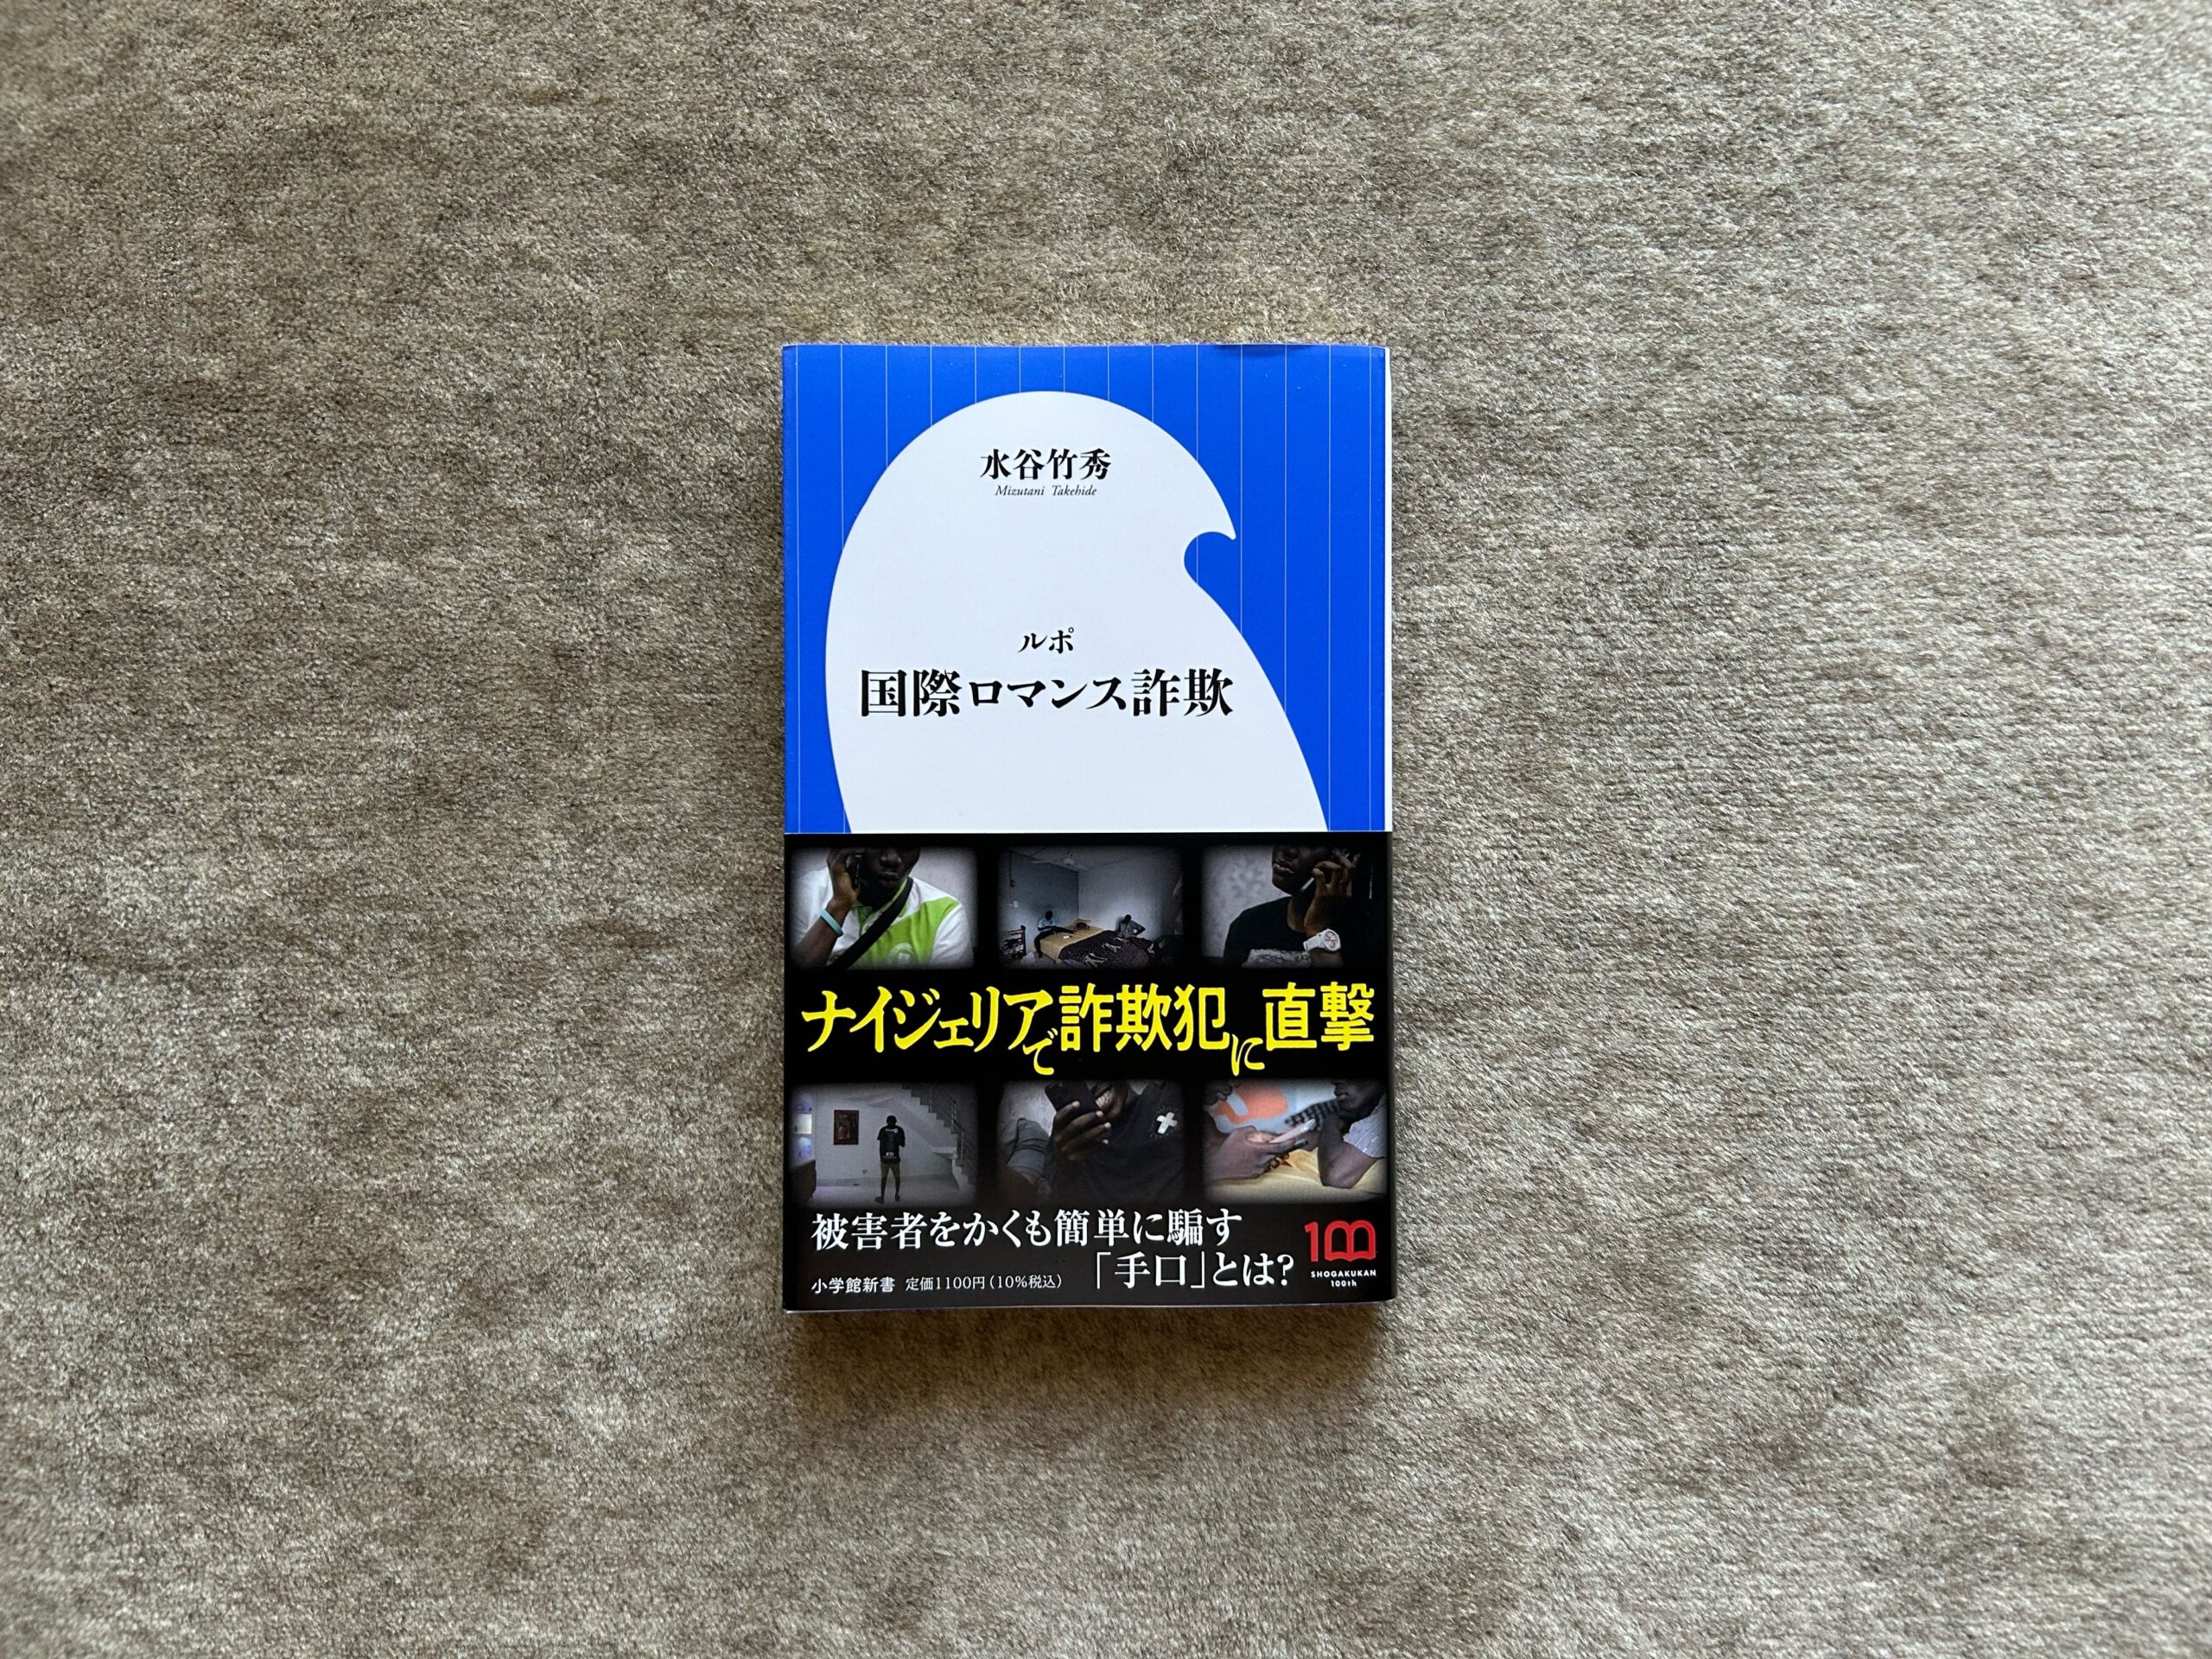 水谷竹秀
Mizutani Takehide
ルポ
国際ロマンス詐欺
ナイジェリアで詐欺犯に直撃
被害者をかくも簡単に騙す
「手口」とは?
小学館新書 定価1100円(10%税込)
100
SHOGAKUKAN
100th